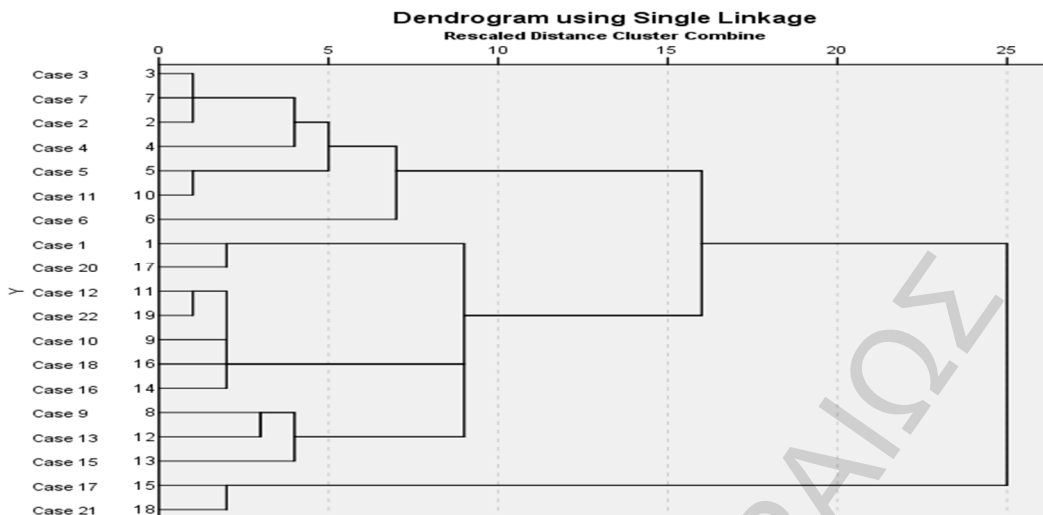 Dendrogram using Single Linkage
Rescaled Distance Cluster Combine
0 5 10 15 20 25
Case 3 3
Case 7 7
Case 2 2
Case 4 4
Case 5 5
Case 11 10
Case 6 6
Case 1 1
Case 20 17
Y
Case 12 11
Case 22 19
Case 10 9
Case 18 16
Case 16 14
Case 9 8
Case 13 12
Case 15 13
Case 17 15
Case 21 18
ΡΑΙΩΣ